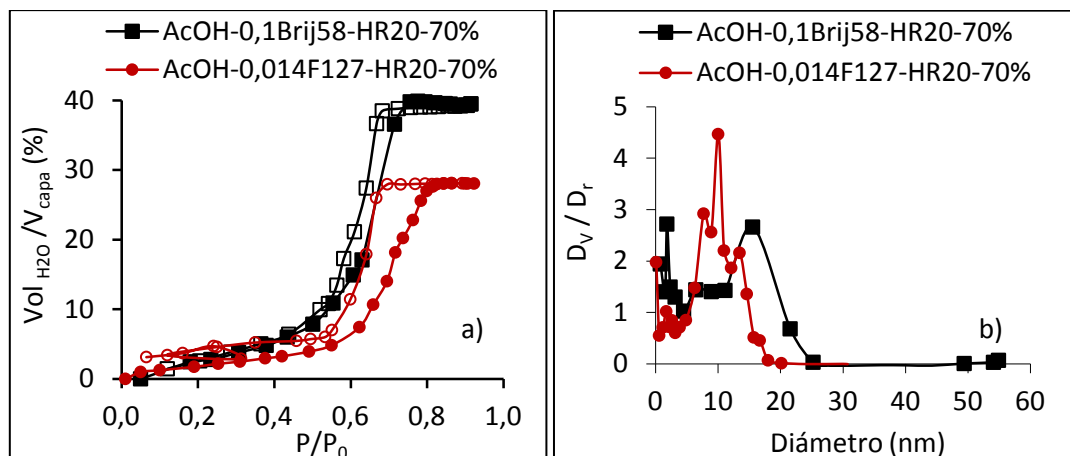 AcOH-0,1Brij58-HR20-70%
AcOH-0,014F127-HR20-70%
40
30
20
10
0
Vol H2O /V capa (%)
0,0 0,2 0,4 0,6 0,8 1,0
P/P0
a)
AcOH-0,1Brij58-HR20-70%
AcOH-0,014F127-HR20-70%
5
4
3
2
1
0
DV / Dr
0 10 20 30 40 50 60
Diámetro (nm)
b)